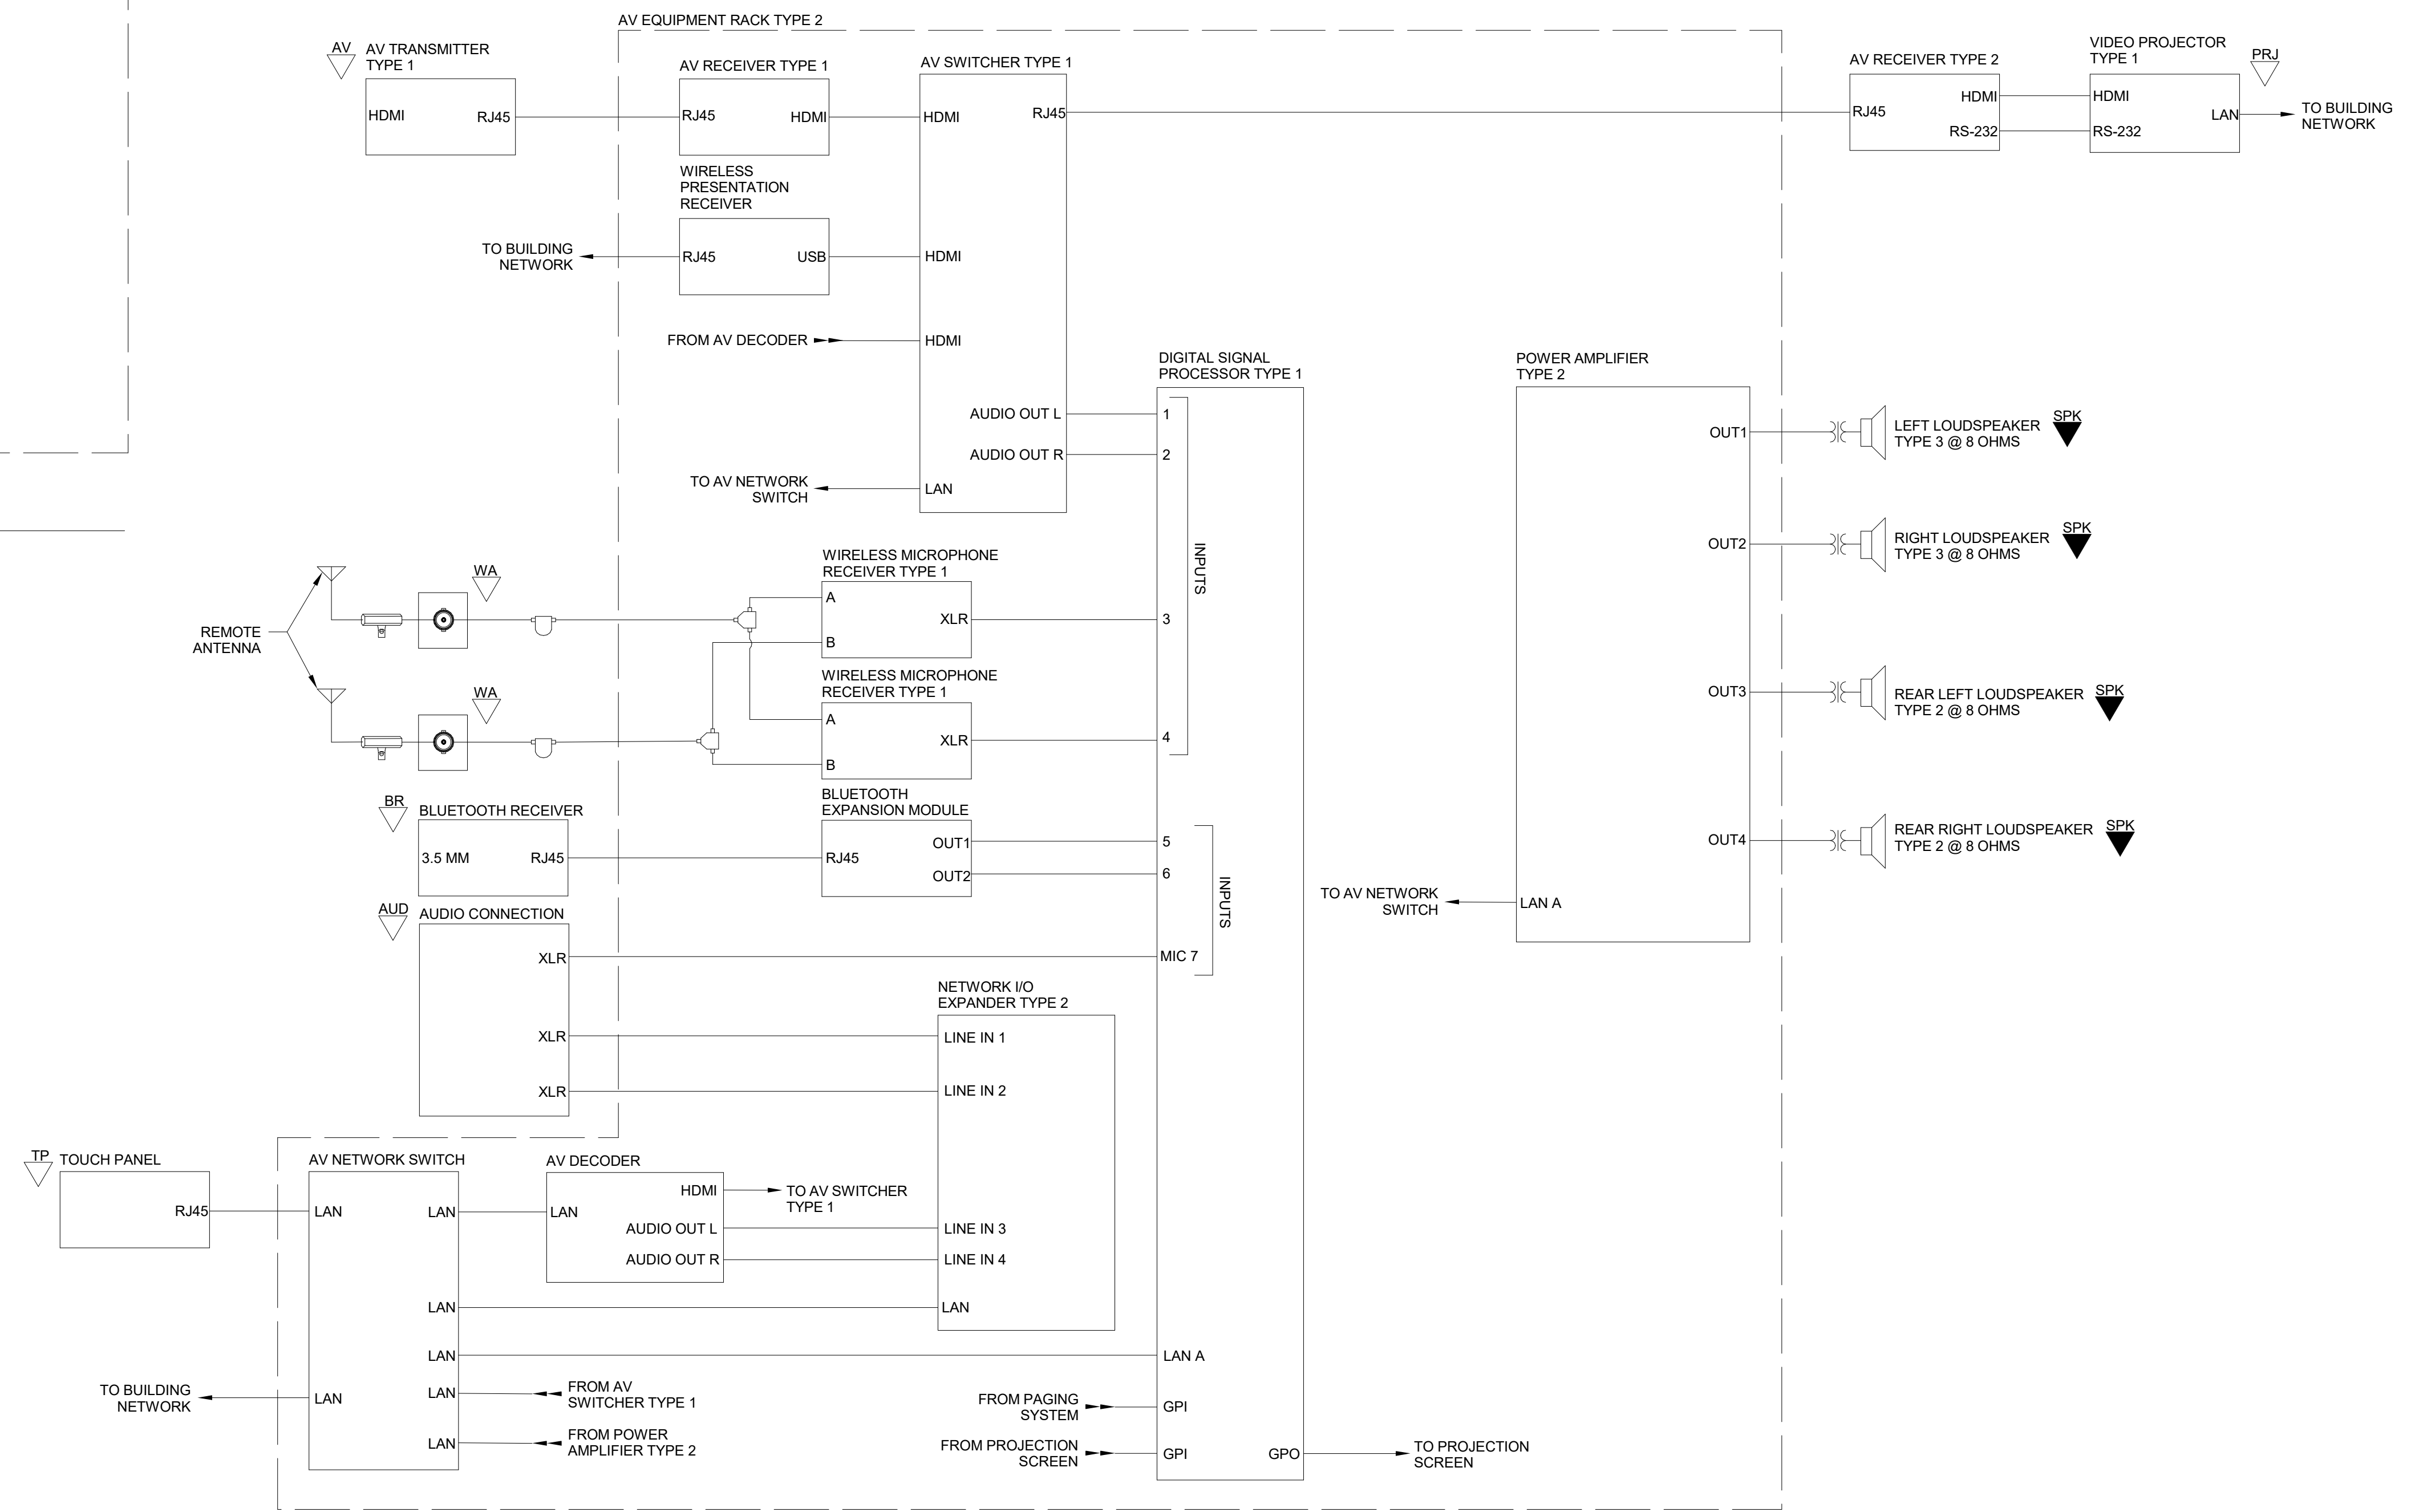 AV EQUIPMENT RACK TYPE 2
AV
AV TRANSMITTER
TYPE 1
HDMI
RJ45
AV RECEIVER TYPE 1
RJ45
HDMI
AV SWITCHER TYPE 1
HDMI
RJ45
HDMI
HDMI
AUDIO OUT L
AUDIO OUT R
LAN
AV RECEIVER TYPE 2
RJ45
HDMI
RS-232
VIDEO PROJECTOR
TYPE 1
PRJ
HDMI
RS-232
LAN
TO BUILDING
NETWORK
WIRELESS
PRESENTATION
RECEIVER
RJ45
USB
TO BUILDING
NETWORK
FROM AV DECODER
TO AV NETWORK
SWITCH
DIGITAL SIGNAL
PROCESSOR TYPE 1
1
2
3
4
INPUTS
5
6
MIC 7
INPUTS
LAN A
GPI
GPI
GPO
POWER AMPLIFIER
TYPE 2
OUT1
OUT2
OUT3
OUT4
LAN A
TO AV NETWORK
SWITCH
LEFT LOUDSPEAKER
TYPE 3 @ 8 OHMS
SPK
RIGHT LOUDSPEAKER
TYPE 3 @ 8 OHMS
SPK
REAR LEFT LOUDSPEAKER
TYPE 2 @ 8 OHMS
SPK
REAR RIGHT LOUDSPEAKER
TYPE 2 @ 8 OHMS
SPK
REMOTE
ANTENNA
WA
WA
WIRELESS MICROPHONE
RECEIVER TYPE 1
A
B
XLR
WIRELESS MICROPHONE
RECEIVER TYPE 1
A
B
XLR
BR
BLUETOOTH RECEIVER
3.5 MM
RJ45
BLUETOOTH
EXPANSION MODULE
RJ45
OUT1
OUT2
AUD
AUDIO CONNECTION
XLR
XLR
XLR
NETWORK I/O
EXPANDER TYPE 2
LINE IN 1
LINE IN 2
LINE IN 3
LINE IN 4
LAN
TP
TOUCH PANEL
RJ45
AV NETWORK SWITCH
LAN
LAN
LAN
LAN
LAN
LAN
LAN
TO BUILDING
NETWORK
AV DECODER
LAN
HDMI
AUDIO OUT L
AUDIO OUT R
TO AV SWITCHER
TYPE 1
FROM AV
SWITCHER TYPE 1
FROM POWER
AMPLIFIER TYPE 2
FROM PAGING
SYSTEM
FROM PROJECTION
SCREEN
TO PROJECTION
SCREEN